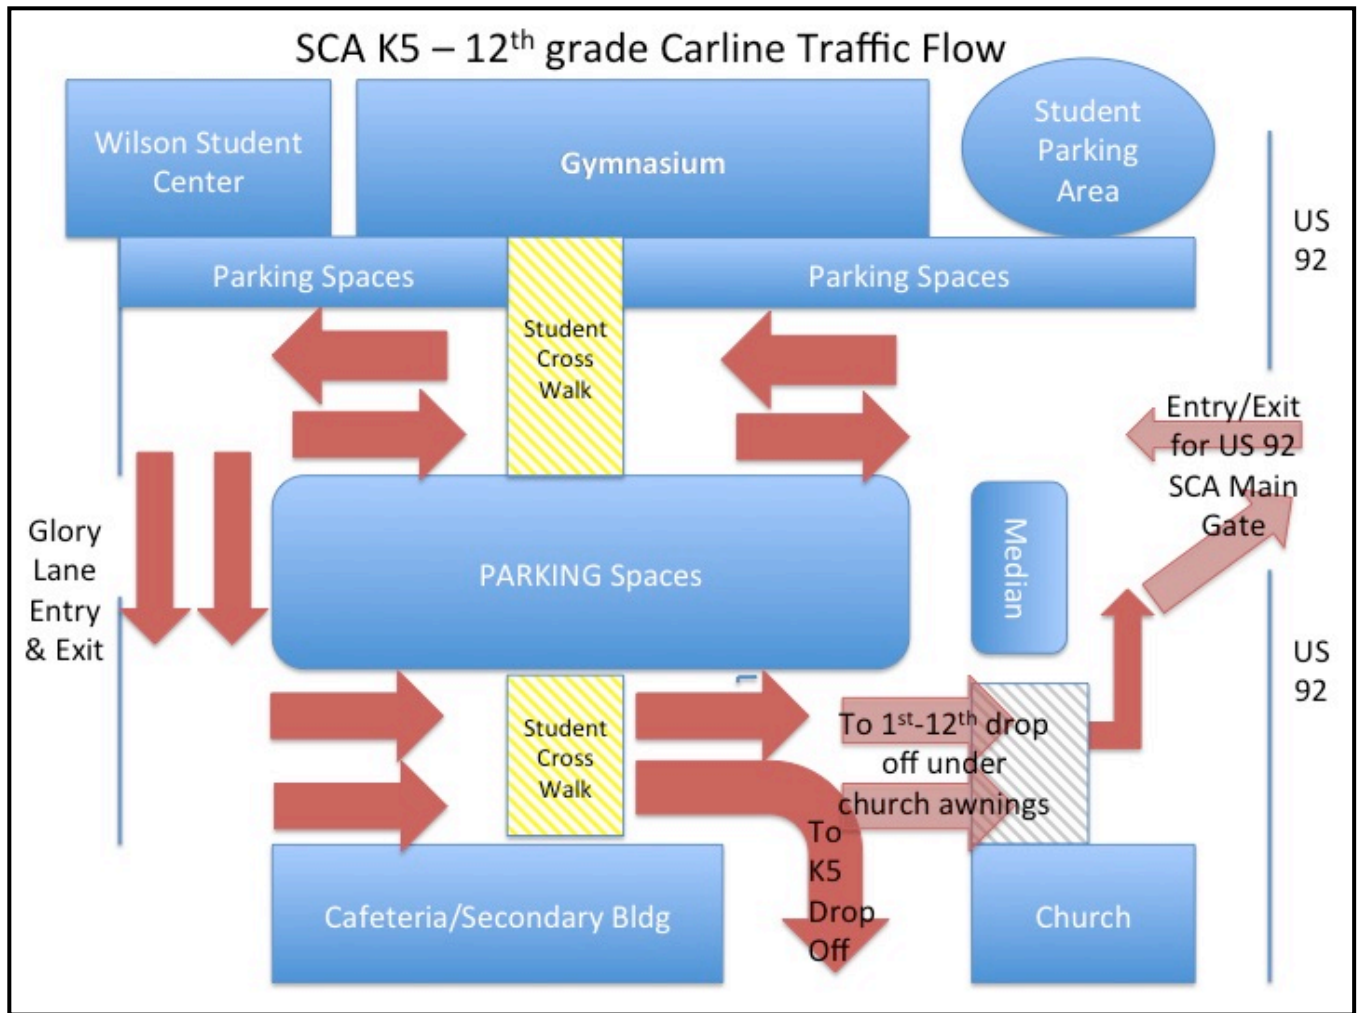 SCA K5 – 12th grade Carline Traffic Flow
Wilson Student
Center
Gymnasium
Student
Parking
Area
US
92
Parking Spaces
Parking Spaces
Student
Cross
Walk
Entry/Exit
for US 92
SCA Main
Gate
Glory
Lane
Entry
& Exit
PARKING Spaces
Median
US
92
Student
Cross
Walk
To 1st-12th drop
off under
church awnings
To
K5
Drop
Off
Cafeteria/Secondary Bldg
Church